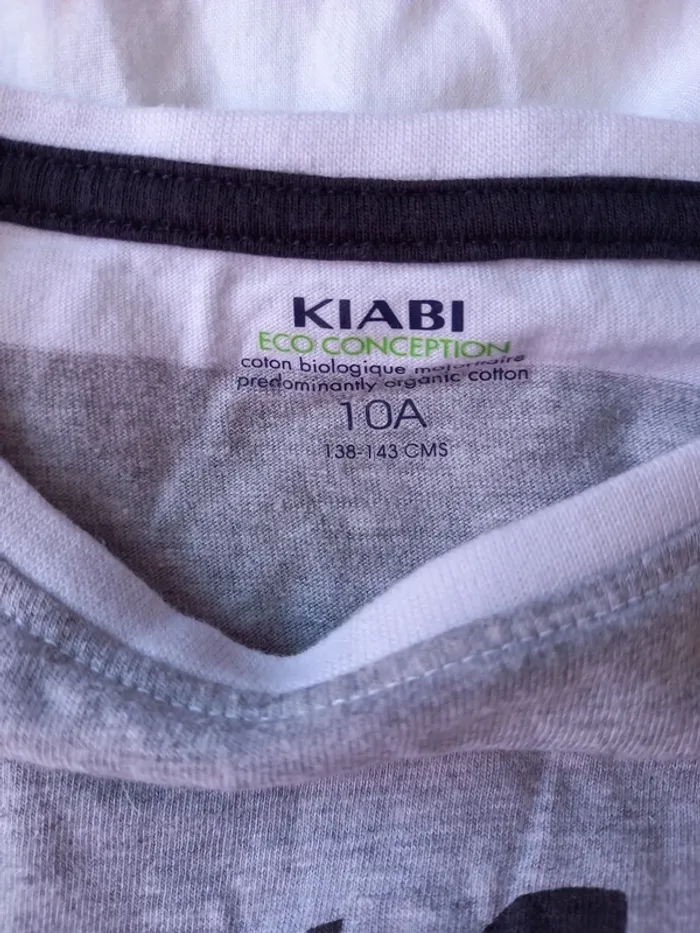 KIABI
ECO CONCEPTION
coton biologique majoritaire
predominantly organic cotton
10A
138-143 CMS